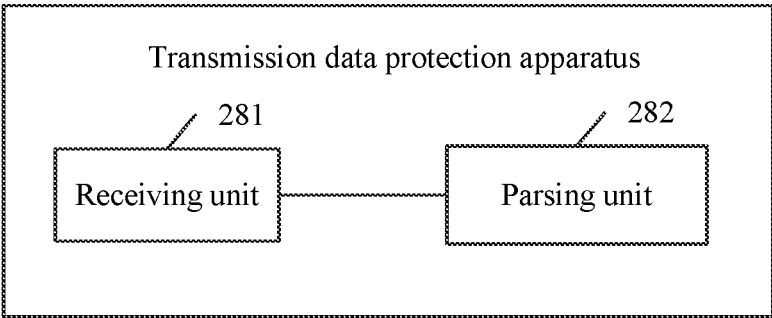 Transmission data protection apparatus
281
282
Receiving unit
Parsing unit